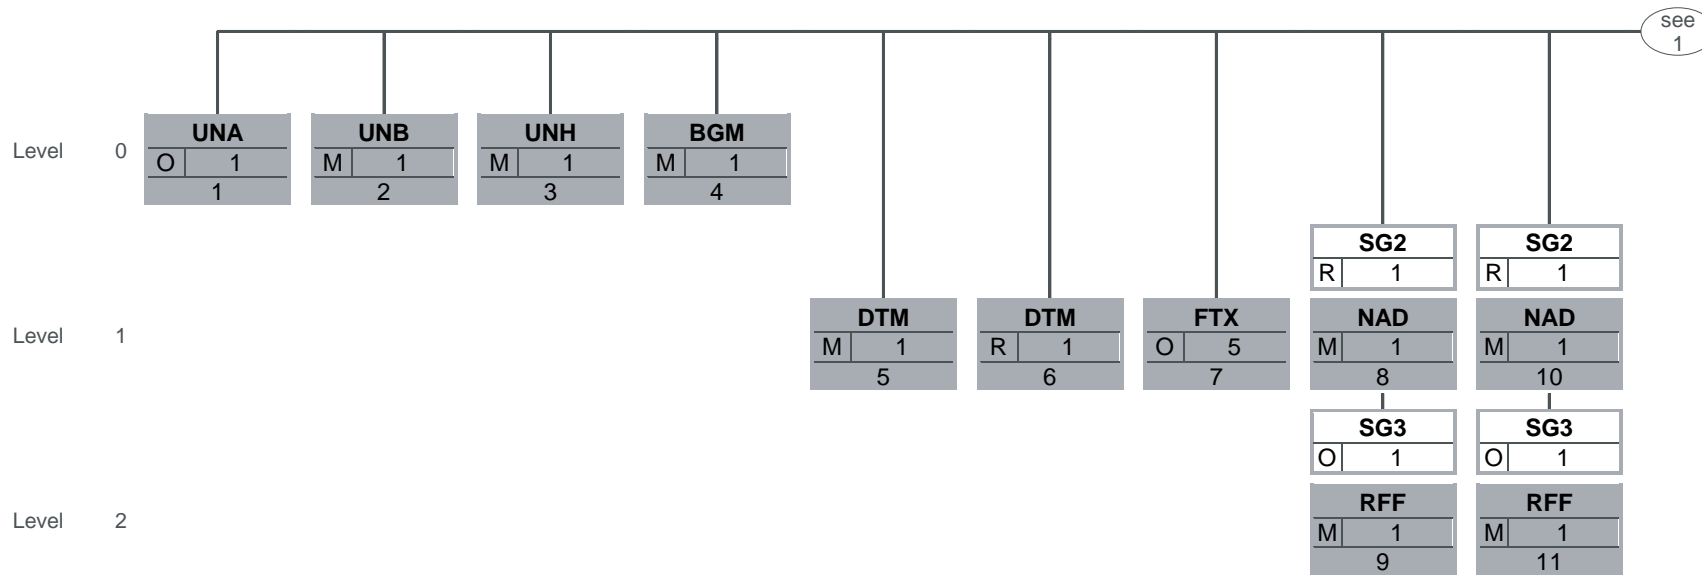 see
1
Level 0
UNA UNB UNH BGM
O 1 M 1 M 1 M 1
1 2 3 4
SG2 SG2
R 1 R 1
Level 1
DTM DTM FTX NAD NAD
M 1 R 1 O 5 M 1 M 1
5 6 7 8 10
SG3 SG3
O 1 O 1
Level 2
RFF RFF
M 1 M 1
9 11